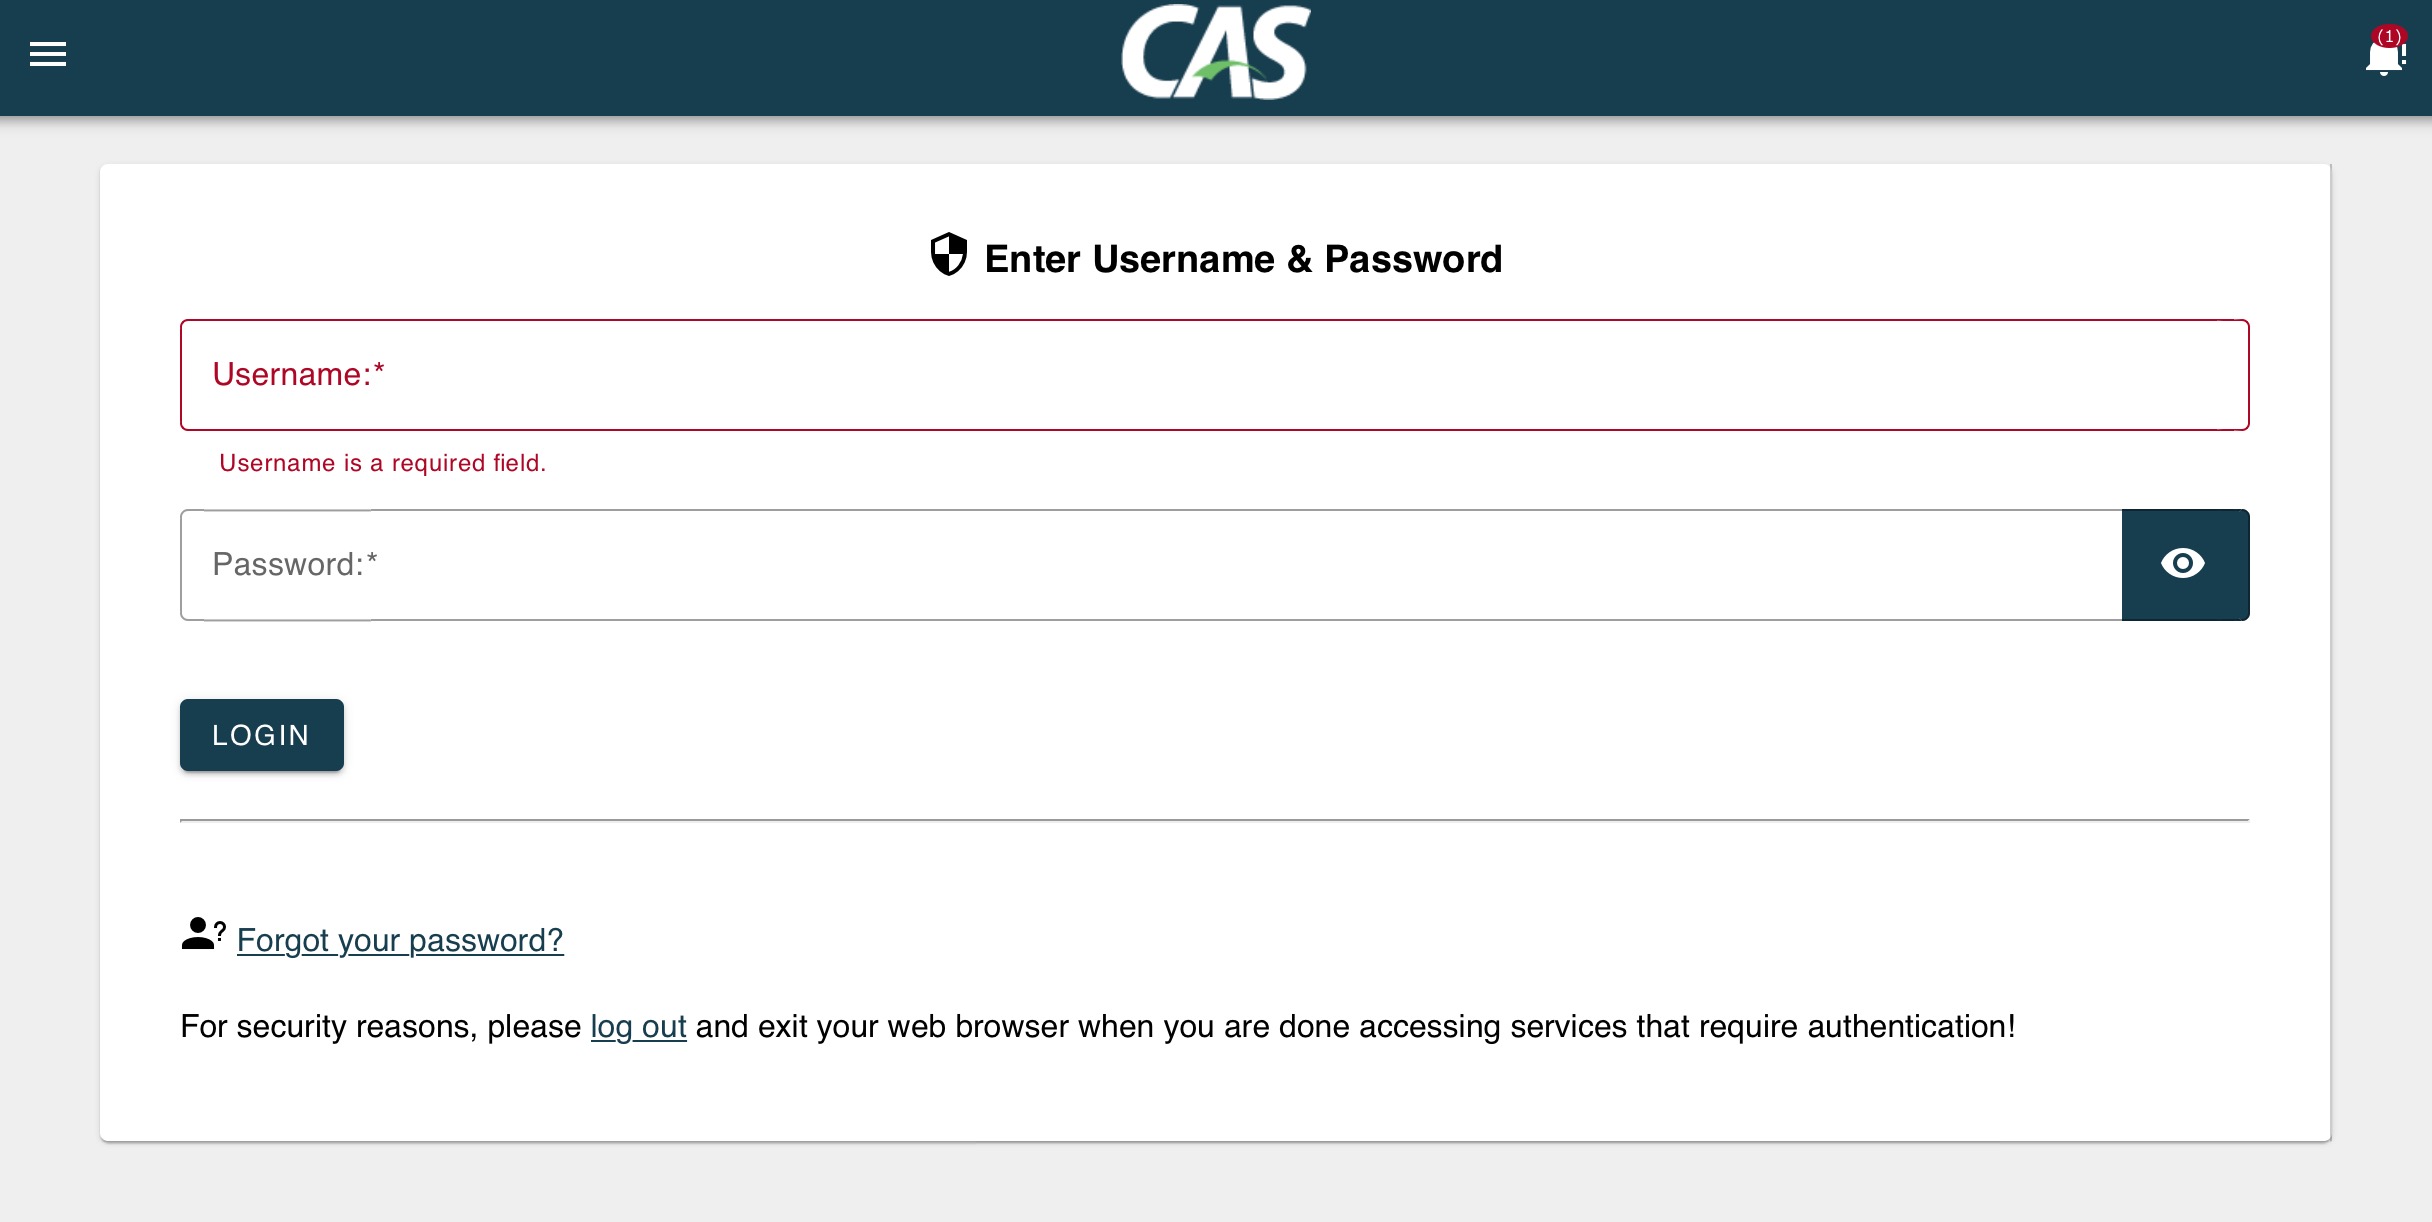 CAS
(1)
Enter Username & Password
Username:*
Username is a required field.
Password:*
LOGIN
? Forgot your password?
For security reasons, please log out and exit your web browser when you are done accessing services that require authentication!